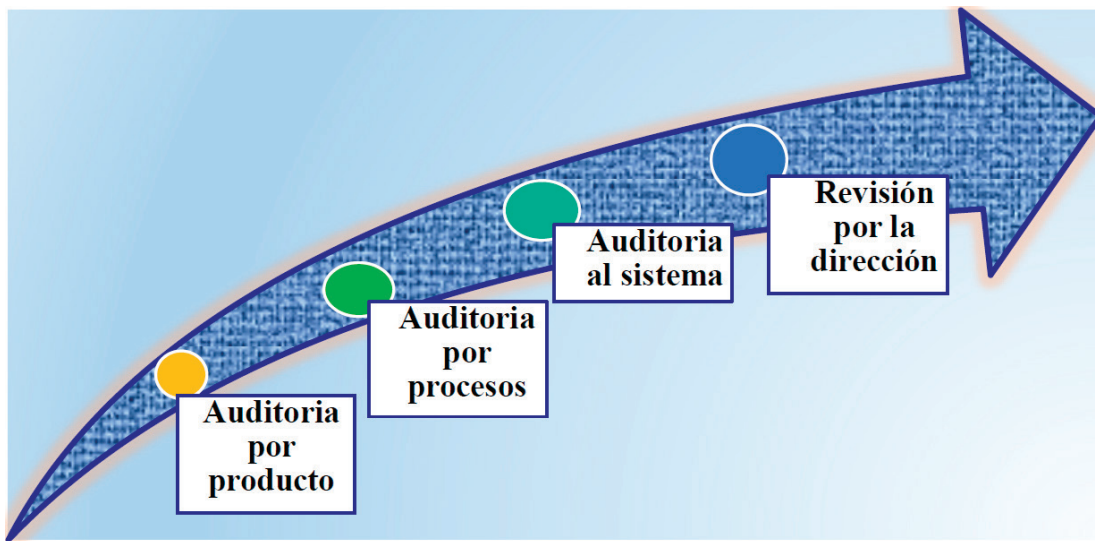 Auditoria
por
producto
Auditoria
por
procesos
Auditoria
al sistema
Revisión
por la
dirección